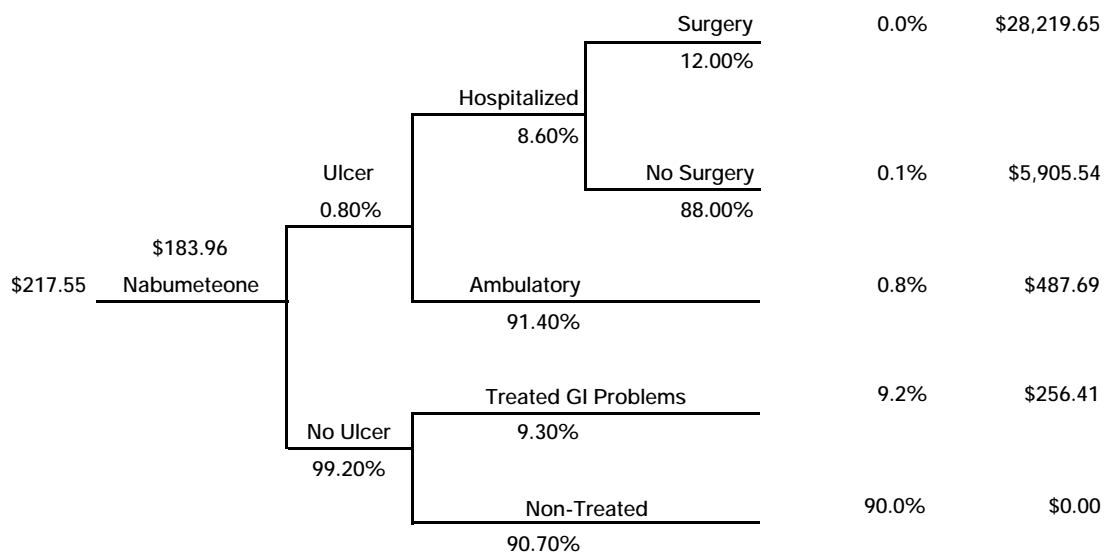 Surgery 0.0% $28,219.65
12.00%
Hospitalized
8.60%
Ulcer No Surgery 0.1% $5,905.54
0.80% 88.00%
$183.96
$217.55 Nabumeteone Ambulatory 0.8% $487.69
91.40%
Treated GI Problems 9.2% $256.41
No Ulcer 9.30%
99.20%
Non-Treated 90.0% $0.00
90.70%